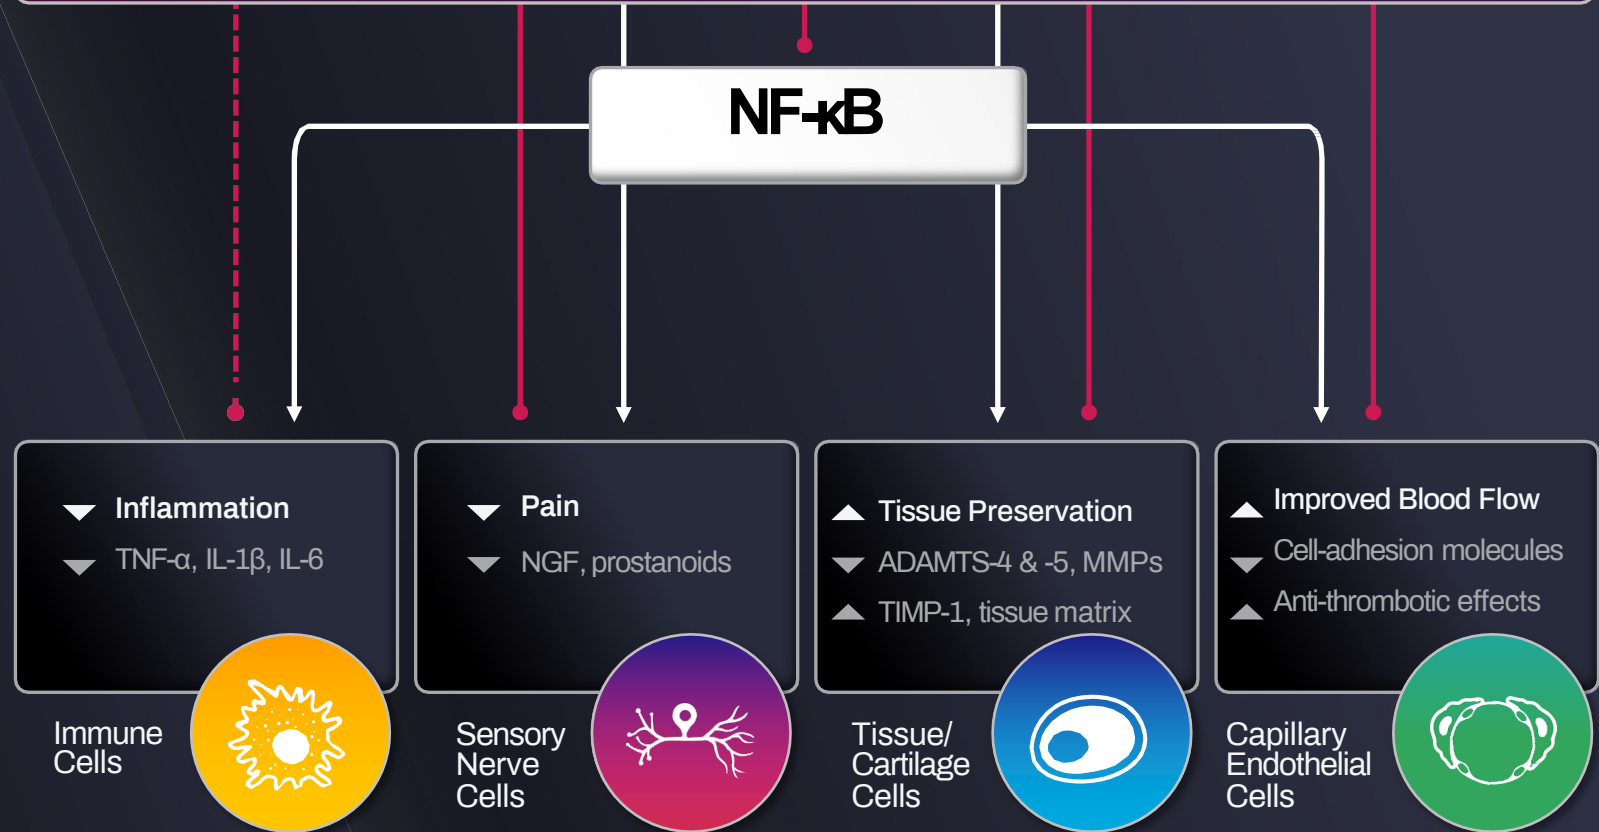 NF-κB
Inflammation
TNF-α, IL-1β, IL-6
Pain
NGF, prostanoids
Tissue Preservation
ADAMTS-4 & -5, MMPs
TIMP-1, tissue matrix
Improved Blood Flow
Cell-adhesion molecules
Anti-thrombotic effects
Immune
Cells
Sensory
Nerve
Cells
Tissue/
Cartilage
Cells
Capillary
Endothelial
Cells